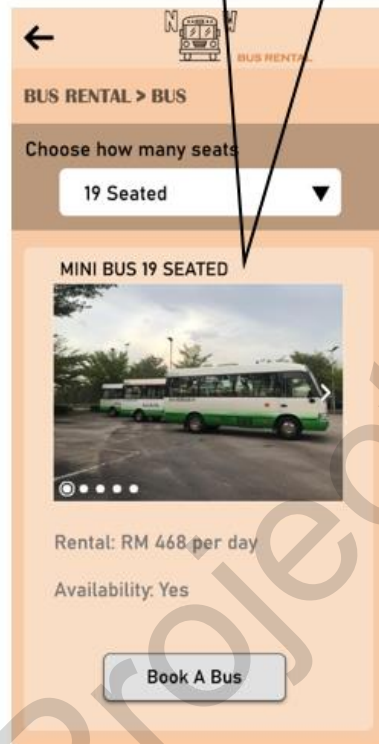 N W
BUS RENTAL
BUS RENTAL > BUS
Choose how many seats
19 Seated
MINI BUS 19 SEATED
Rental: RM 468 per day
Availability: Yes
Book A Bus
Project